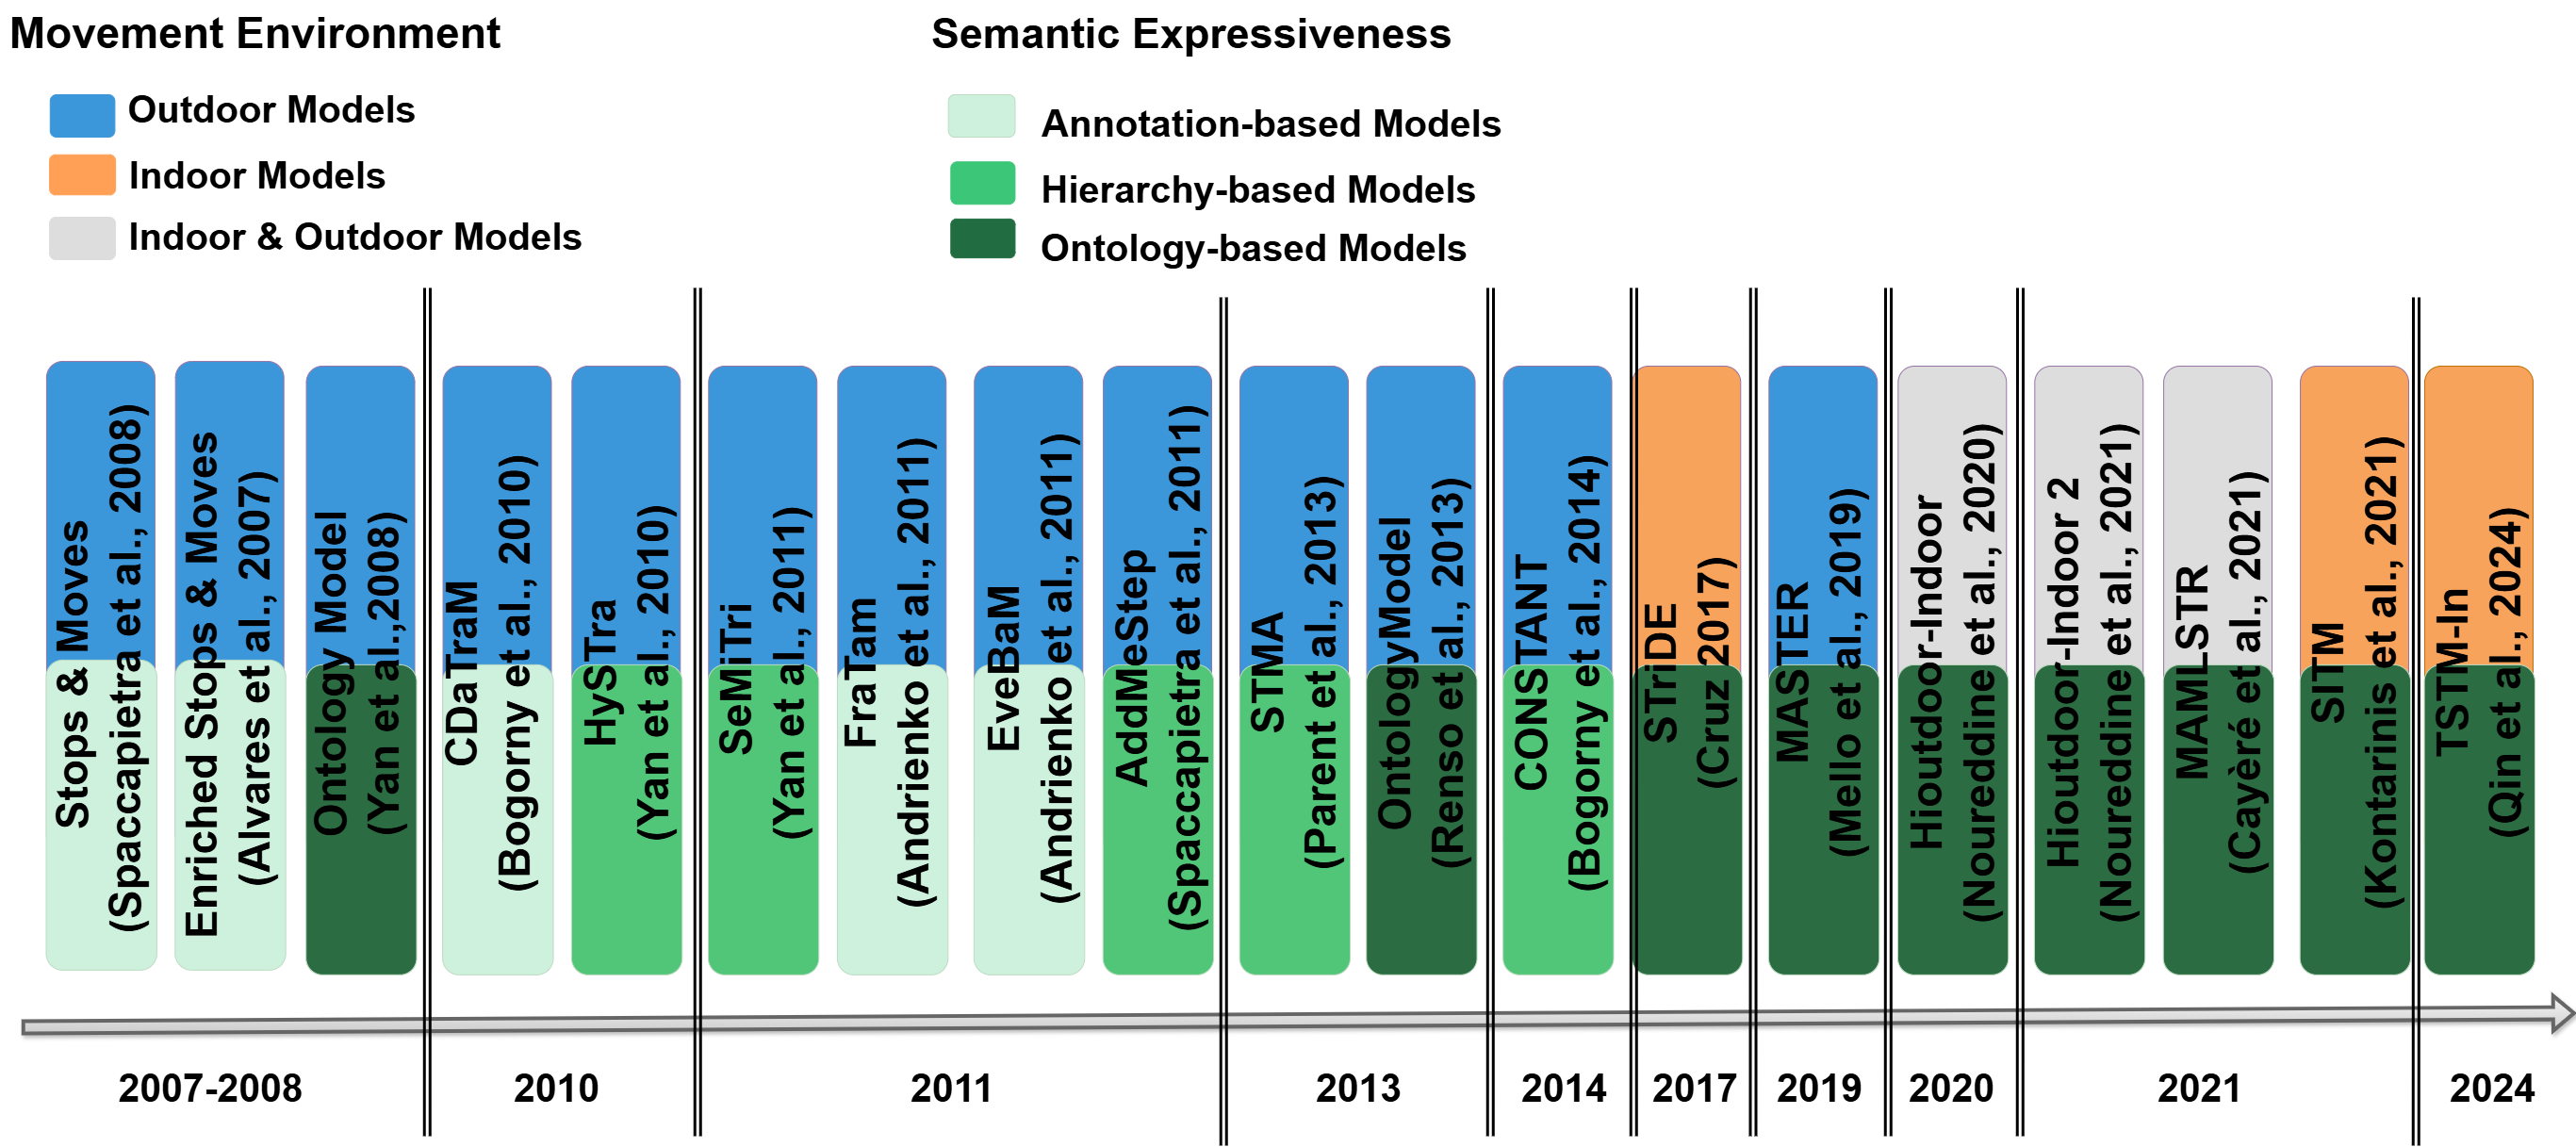 Movement Environment
Outdoor Models
Indoor Models
Indoor & Outdoor Models
Semantic Expressiveness
Annotation-based Models
Hierarchy-based Models
Ontology-based Models
Stops & Moves
(Spaccapietra et al., 2008)
Enriched Stops & Moves
(Alvares et al., 2007)
Ontology Model
(Yan et al.,2008)
CDaTraM
(Bogorny et al., 2010)
HySTra
(Yan et al., 2010)
SeMiTri
(Yan et al., 2011)
FraTam
(Andrienko et al., 2011)
EveBaM
(Andrienko et al., 2011)
AddMeStep
(Spaccapietra et al., 2011)
STMA
(Parent et al., 2013)
OntologyModel
(Renso et al., 2013)
CONSTANT
(Bogorny et al., 2014)
STriDE
(Cruz 2017)
MASTER
(Mello et al., 2019)
Hioutdoor-Indoor
(Noureddine et al., 2020)
Hioutdoor-Indoor 2
(Noureddine et al., 2021)
MAMLSTR
(Cayèré et al., 2021)
SITM
(Kontarinis et al., 2021)
TSTM-In
(Qin et al., 2024)
2007-2008
2010
2011
2013
2014
2017
2019
2020
2021
2024